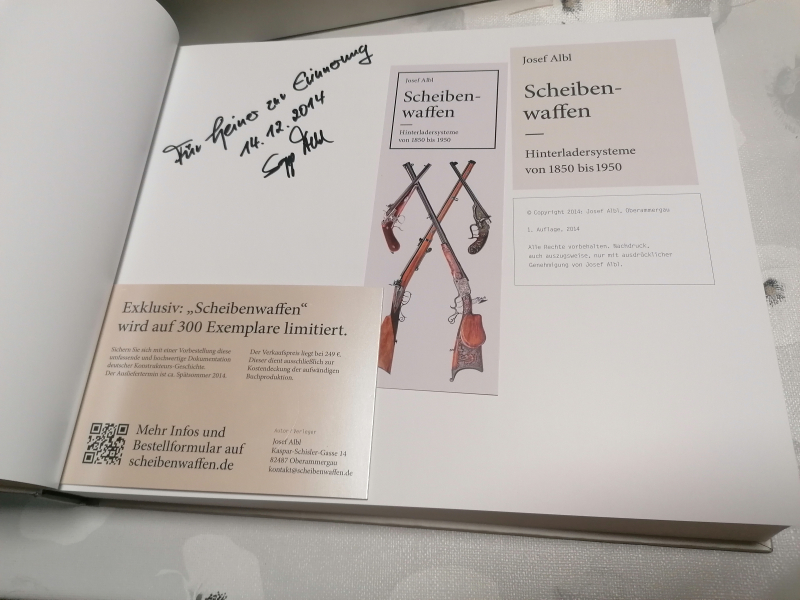 Für Heiner zur Erinnerung
14.12.2014
Sepp Albl
Josef Albl
Scheiben-
waffen
Hinterladersysteme
von 1850 bis 1950
Josef Albl
Scheiben-
waffen
Hinterladersysteme
von 1850 bis 1950
© Copyright 2014: Josef Albl, Oberammergau
1. Auflage, 2014
Alle Rechte vorbehalten. Nachdruck,
auch auszugsweise, nur mit ausdrücklicher
Genehmigung von Josef Albl.
Exklusiv: „Scheibenwaffen“
wird auf 300 Exemplare limitiert.
Sichern Sie sich mit einer Vorbestellung diese
umfassende und hochwertige Dokumentation
deutscher Konstrukteurs-Geschichte.
Der Ausliefertermin ist ca. Spätsommer 2014.
Der Verkaufspreis liegt bei 249 €.
Dieser dient ausschließlich zur
Kostendeckung der aufwändigen
Buchproduktion.
Mehr Infos und
Bestellformular auf
scheibenwaffen.de
Autor / Verleger
Josef Albl
Kaspar-Schisler-Gasse 14
82487 Oberammergau
kontakt@scheibenwaffen.de